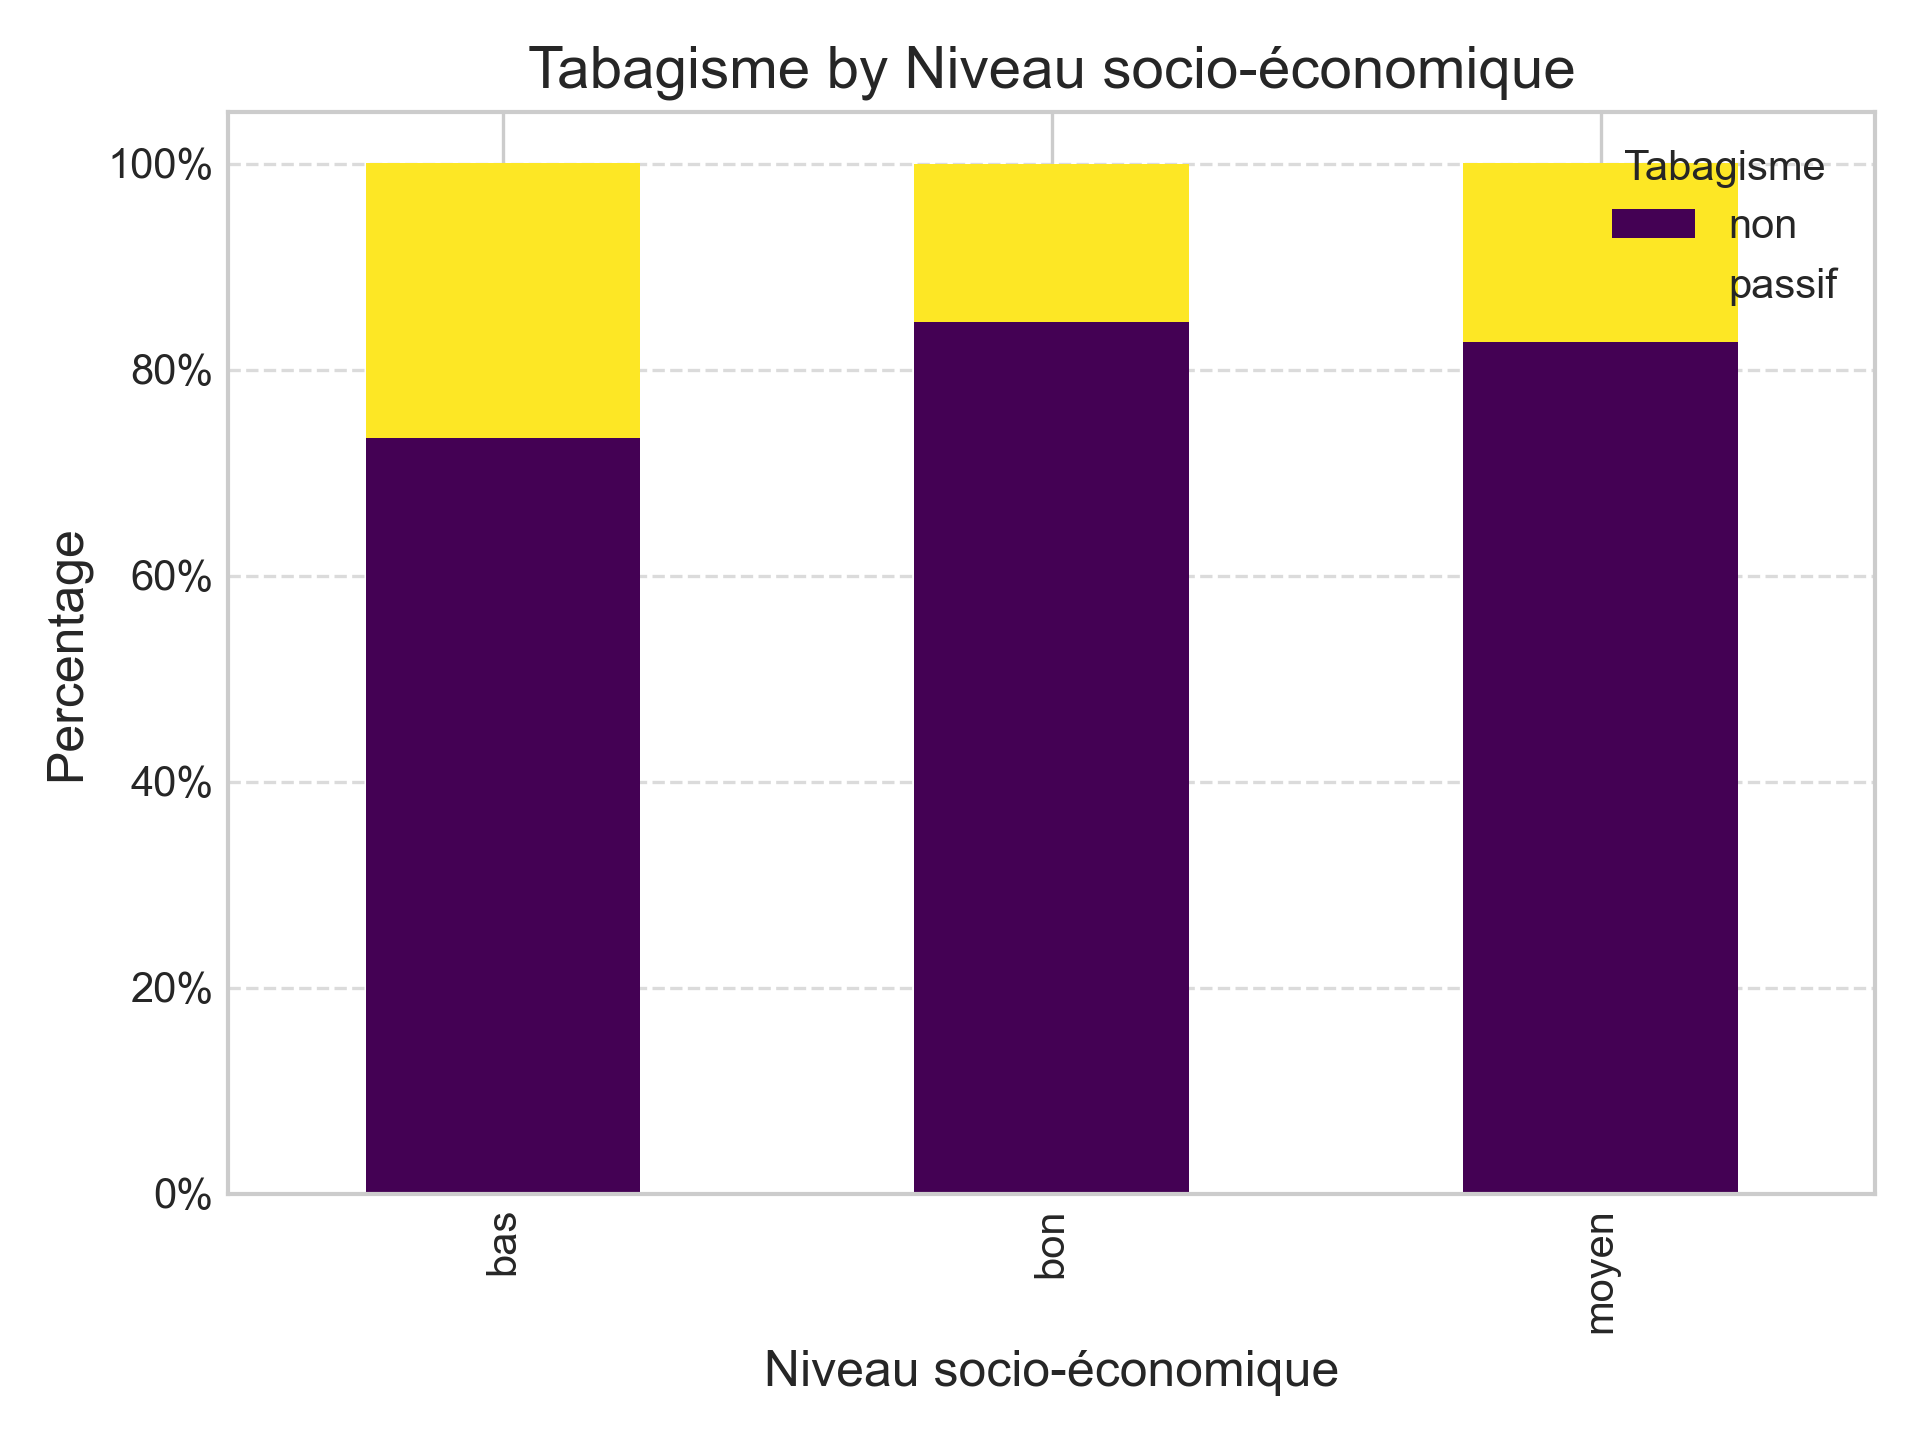 Tabagisme by Niveau socio-économique
Tabagisme
non
passif
100%
80%
60%
40%
20%
0%
Percentage
bas
bon
moyen
Niveau socio-économique